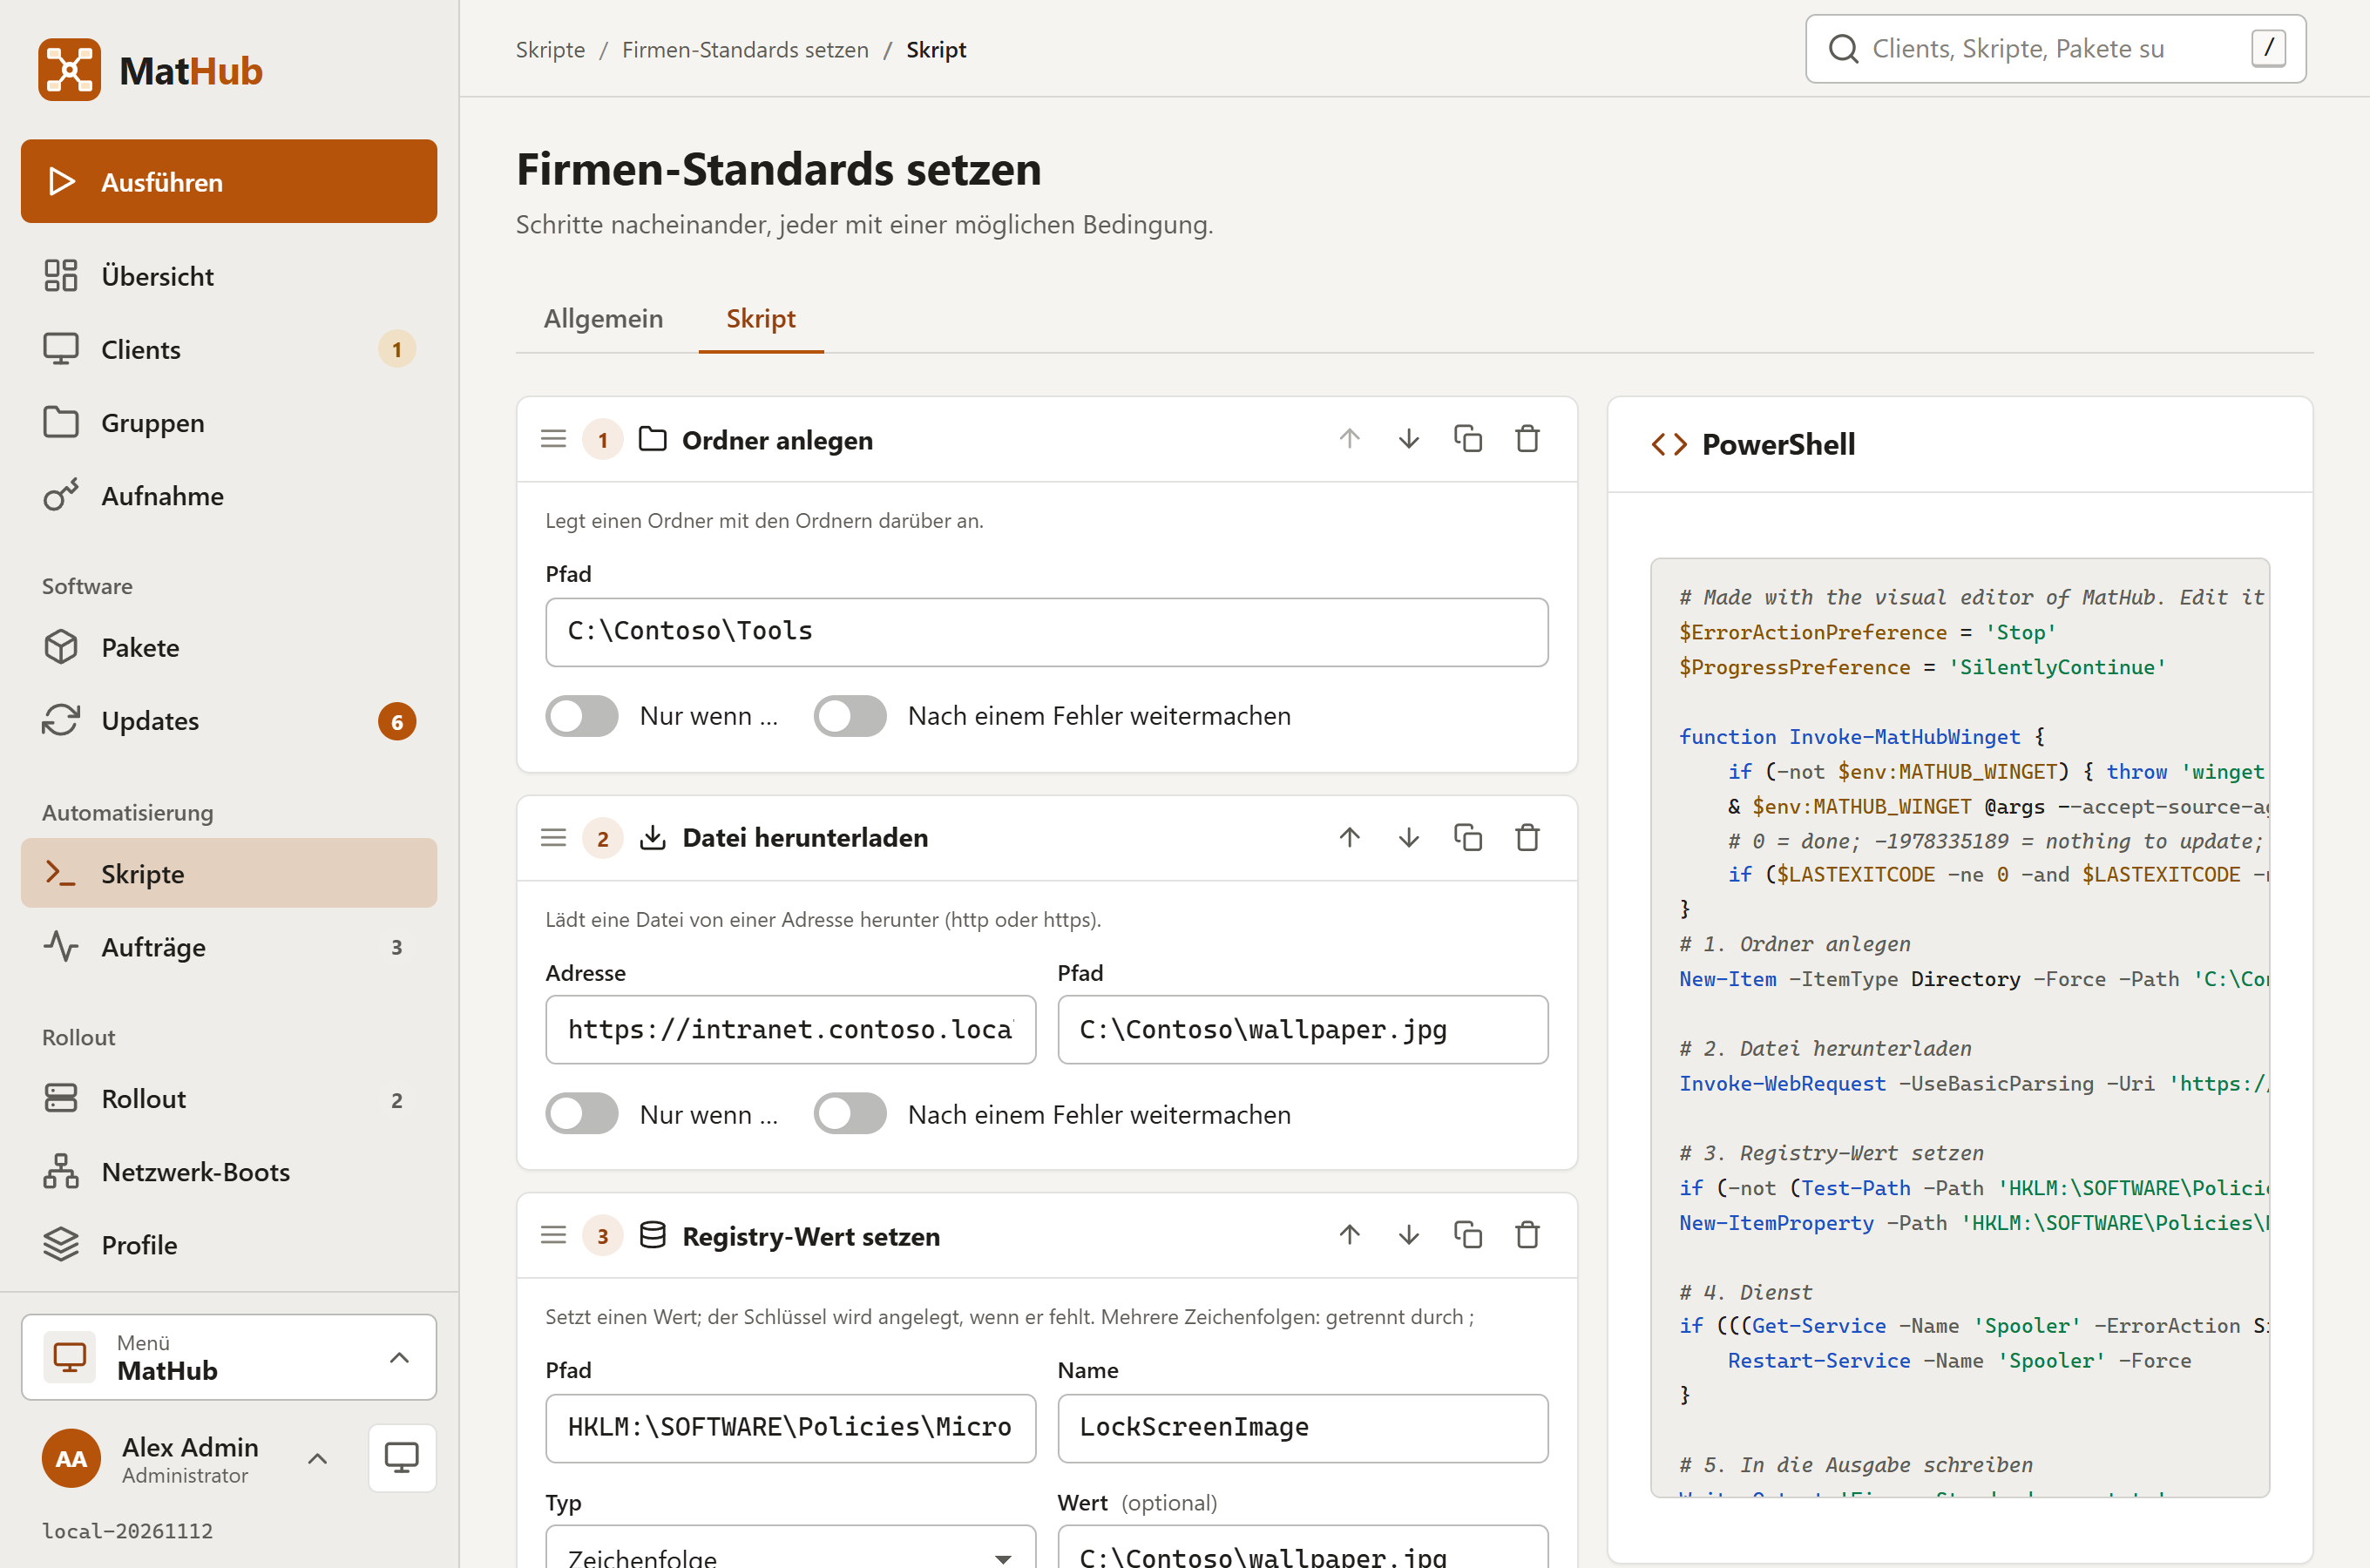 MatHub
Ausführen
Übersicht
Clients 1
Gruppen
Aufnahme
Software
Pakete
Updates 6
Automatisierung
Skripte
Aufträge 3
Rollout
Rollout 2
Netzwerk-Boots
Profile
Menü
MatHub
AA
Alex Admin
Administrator
local-20261112
Skripte / Firmen-Standards setzen / Skript
Clients, Skripte, Pakete su /
Firmen-Standards setzen
Schritte nacheinander, jeder mit einer möglichen Bedingung.
Allgemein Skript
1 Ordner anlegen
Legt einen Ordner mit den Ordnern darüber an.
Pfad
C:\Contoso\Tools
Nur wenn ... Nach einem Fehler weitermachen
2 Datei herunterladen
Lädt eine Datei von einer Adresse herunter (http oder https).
Adresse Pfad
https://intranet.contoso.loca C:\Contoso\wallpaper.jpg
Nur wenn ... Nach einem Fehler weitermachen
3 Registry-Wert setzen
Setzt einen Wert; der Schlüssel wird angelegt, wenn er fehlt. Mehrere Zeichenfolgen: getrennt durch ;
Pfad Name
HKLM:\SOFTWARE\Policies\Micro LockScreenImage
Typ Wert (optional)
Zeichenfolge C:\Contoso\wallpaper.jpg
PowerShell
# Made with the visual editor of MatHub. Edit it
$ErrorActionPreference = 'Stop'
$ProgressPreference = 'SilentlyContinue'
function Invoke-MatHubWinget {
if (-not $env:MATHUB_WINGET) { throw 'winget
& $env:MATHUB_WINGET @args --accept-source-ag
# 0 = done; -1978335189 = nothing to update;
if ($LASTEXITCODE -ne 0 -and $LASTEXITCODE -n
}
# 1. Ordner anlegen
New-Item -ItemType Directory -Force -Path 'C:\Con
# 2. Datei herunterladen
Invoke-WebRequest -UseBasicParsing -Uri 'https://
# 3. Registry-Wert setzen
if (-not (Test-Path -Path 'HKLM:\SOFTWARE\Policie
New-ItemProperty -Path 'HKLM:\SOFTWARE\Policies\M
# 4. Dienst
if (((Get-Service -Name 'Spooler' -ErrorAction Si
Restart-Service -Name 'Spooler' -Force
}
# 5. In die Ausgabe schreiben